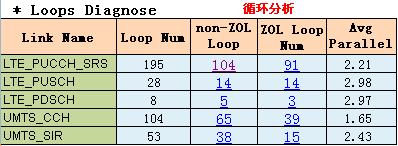 * Loops Diagnose 循环分析
Link Name Loop Num non-ZOL Loop ZOL Loop Num Avg Parallel
LTE_PUCCH_SRS 195 104 91 2.21
LTE_PUSCH 28 14 14 2.98
LTE_PDSCH 8 5 3 2.97
UMTS_CCH 104 65 39 1.65
UMTS_SIR 53 38 15 2.43